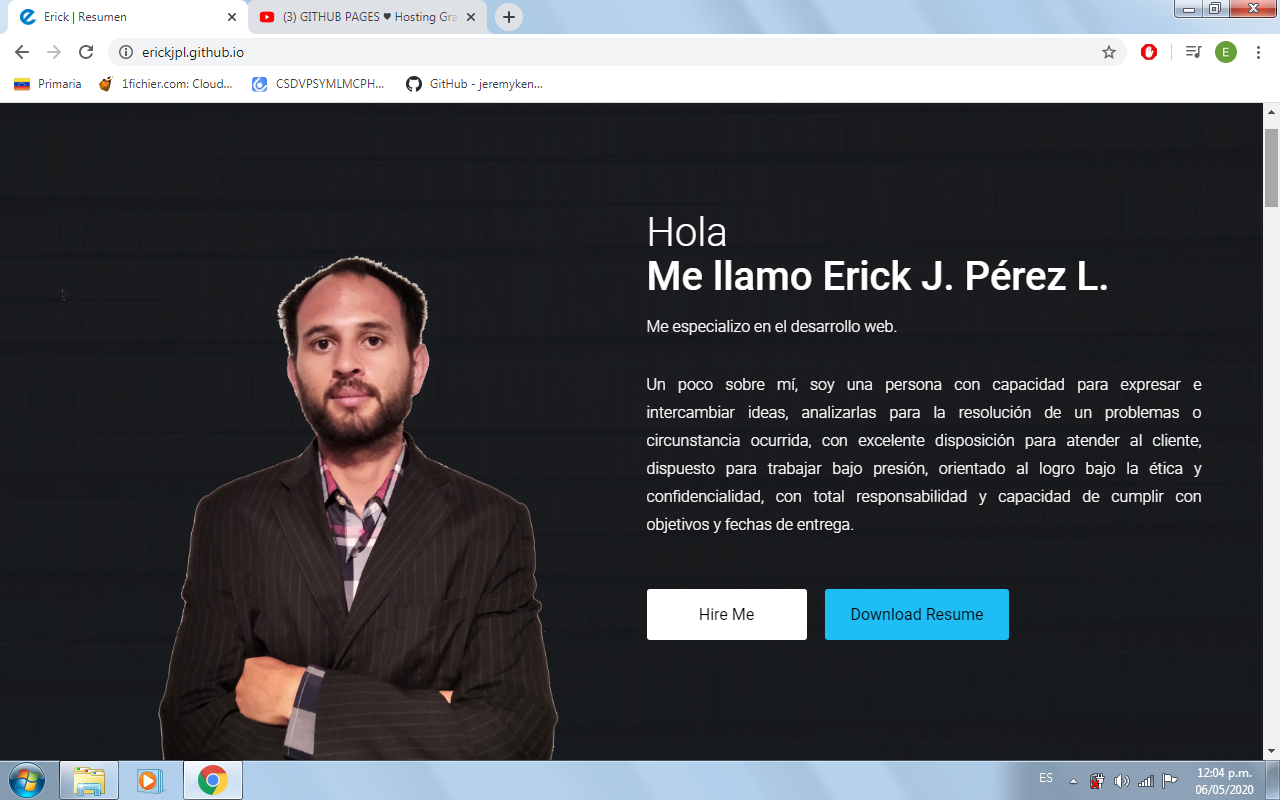 Erick | Resumen
(3) GITHUB PAGES ♥ Hosting Gra
erickjpl.github.io
E
Primaria
1fichier.com: Cloud...
CSDVPSYMLMCPH...
GitHub - jeremyken...
Hola
Me llamo Erick J. Pérez L.
Me especializo en el desarrollo web.
Un poco sobre mí, soy una persona con capacidad para expresar e
intercambiar ideas, analizarlas para la resolución de un problemas o
circunstancia ocurrida, con excelente disposición para atender al cliente,
dispuesto para trabajar bajo presión, orientado al logro bajo la ética y
confidencialidad, con total responsabilidad y capacidad de cumplir con
objetivos y fechas de entrega.
Hire Me
Download Resume
ES
12:04 p.m.
06/05/2020